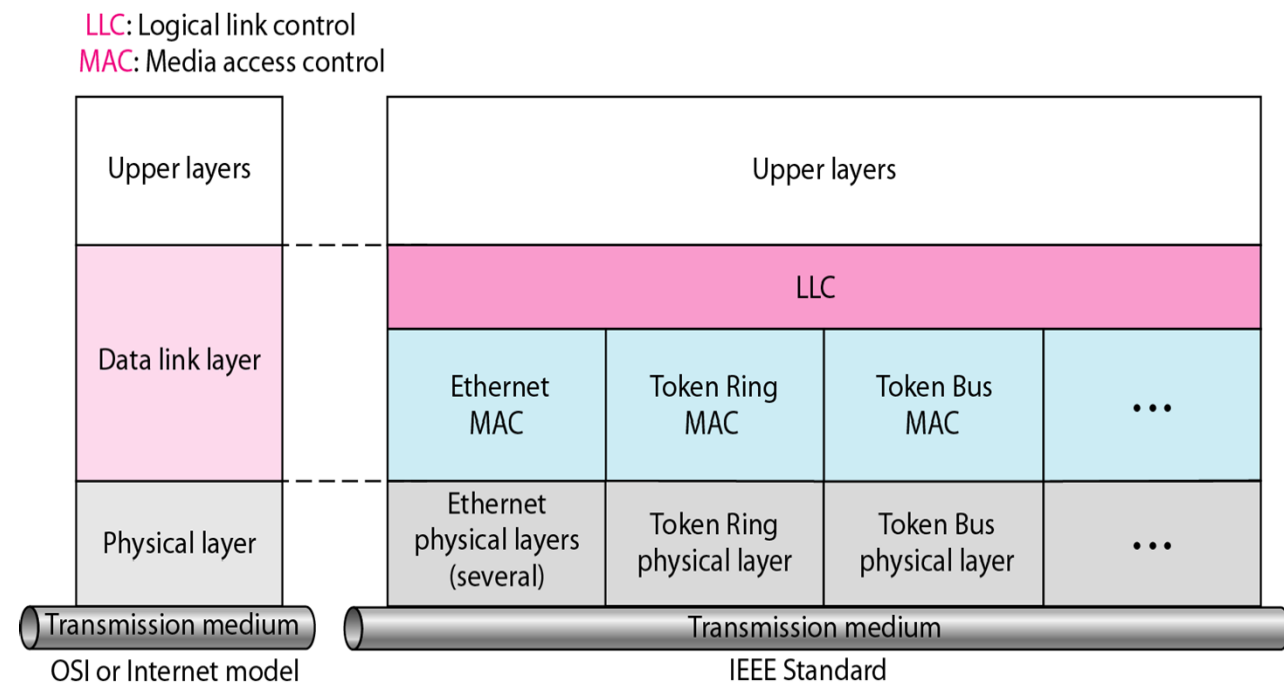 LLC: Logical link control
MAC: Media access control
Upper layers
Data link layer
Physical layer
Transmission medium
OSI or Internet model
Upper layers
LLC
Ethernet
MAC
Token Ring
MAC
Token Bus
MAC
...
Ethernet
physical layers
(several)
Token Ring
physical layer
Token Bus
physical layer
...
Transmission medium
IEEE Standard